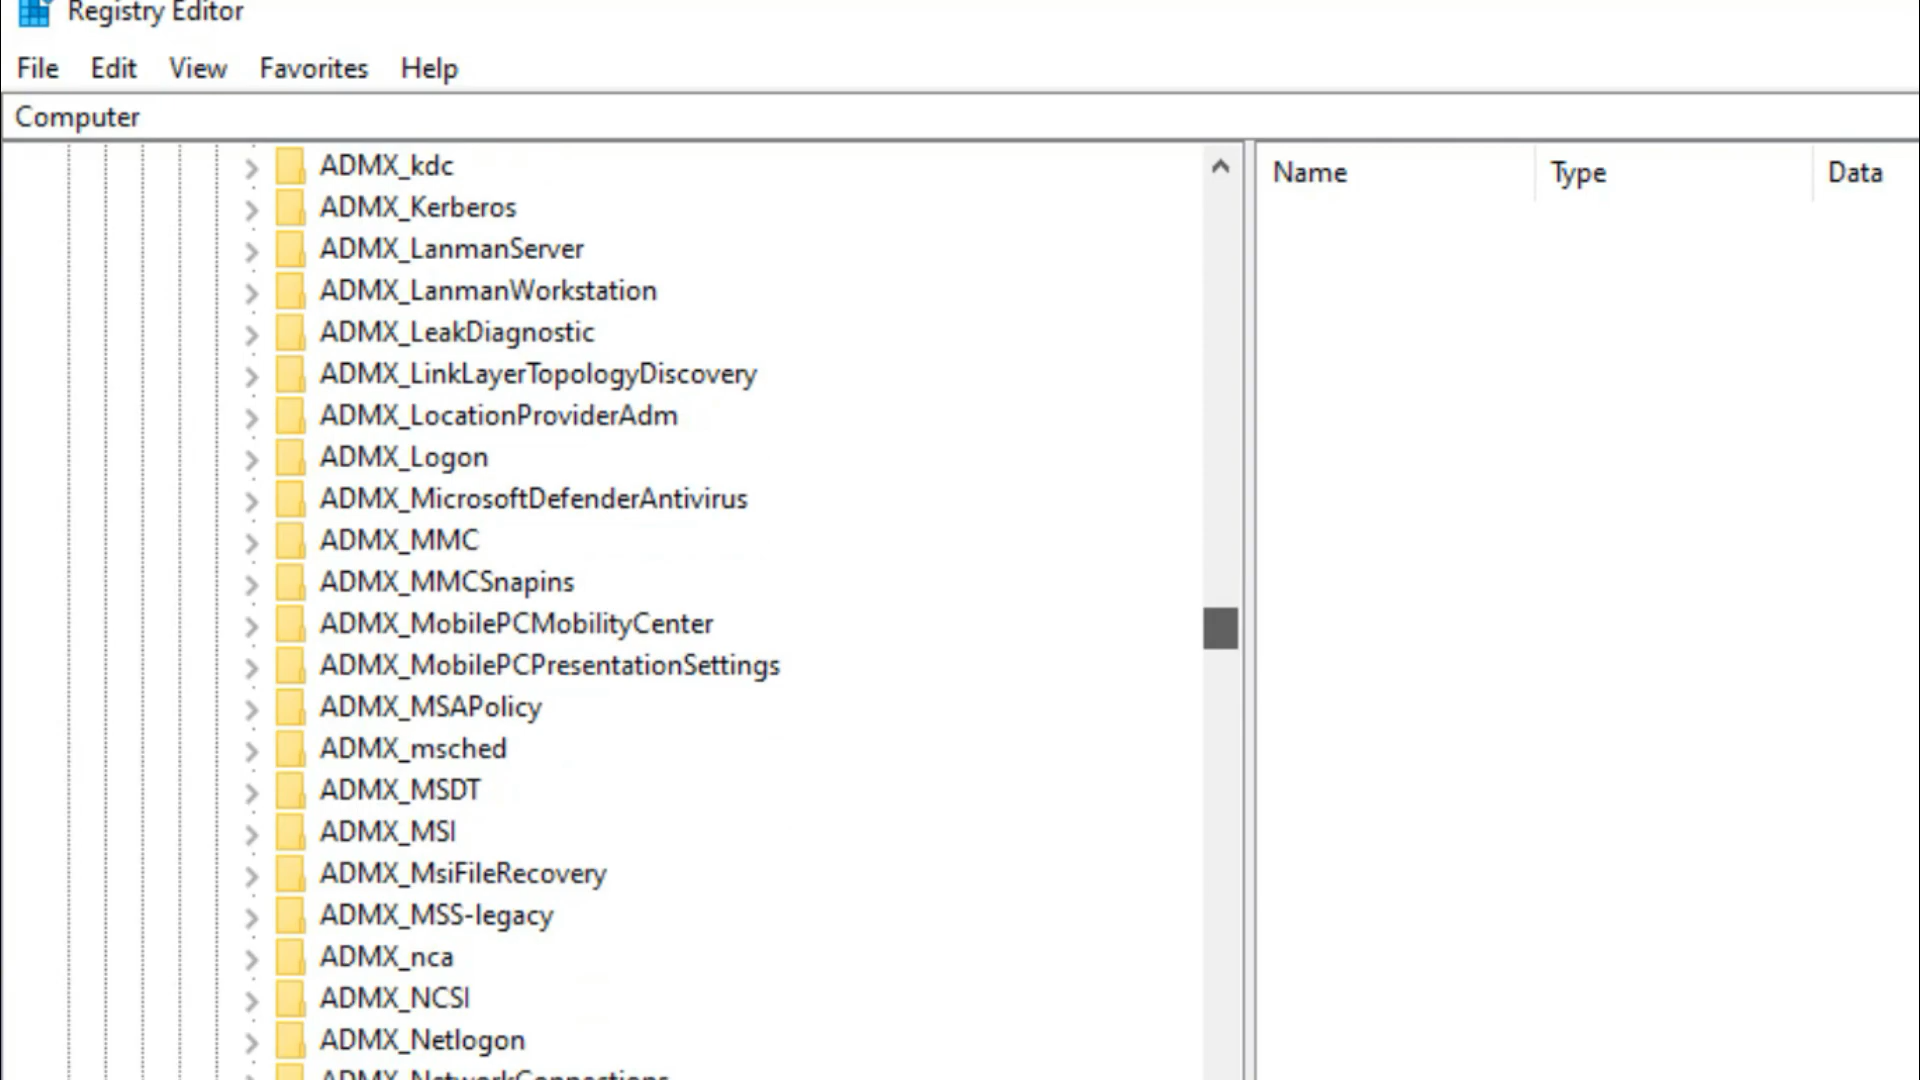 Registry Editor
File Edit View Favorites Help
Computer
Name Type Data
ADMX_kdc
ADMX_Kerberos
ADMX_LanmanServer
ADMX_LanmanWorkstation
ADMX_LeakDiagnostic
ADMX_LinkLayerTopologyDiscovery
ADMX_LocationProviderAdm
ADMX_Logon
ADMX_MicrosoftDefenderAntivirus
ADMX_MMC
ADMX_MMCSnapins
ADMX_MobilePCMobilityCenter
ADMX_MobilePCPresentationSettings
ADMX_MSAPolicy
ADMX_msched
ADMX_MSDT
ADMX_MSI
ADMX_MsiFileRecovery
ADMX_MSS-legacy
ADMX_nca
ADMX_NCSI
ADMX_Netlogon
ADMX_NetworkConnections